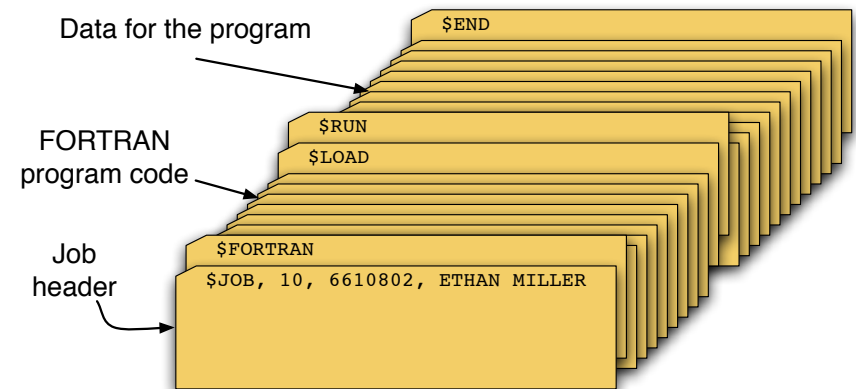 Data for the program
$END
$RUN
FORTRAN
program code
$LOAD
$FORTRAN
Job
header
$JOB, 10, 6610802, ETHAN MILLER